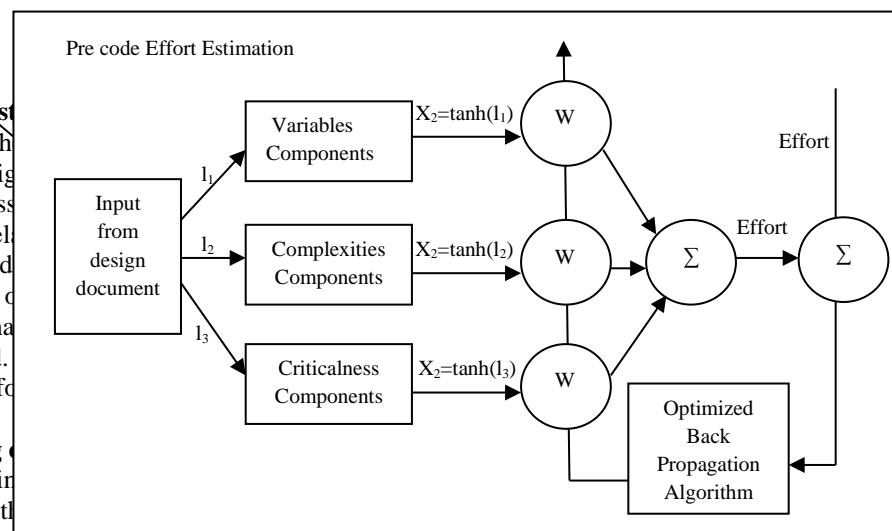 Pre code Effort Estimation
Input
from
design
document
l₁
l₂
l₃
Variables
Components
Complexities
Components
Criticalness
Components
X₂=tanh(l₁)
X₂=tanh(l₂)
X₂=tanh(l₃)
W
W
W
∑
Effort
Effort
∑
Optimized
Back
Propagation
Algorithm